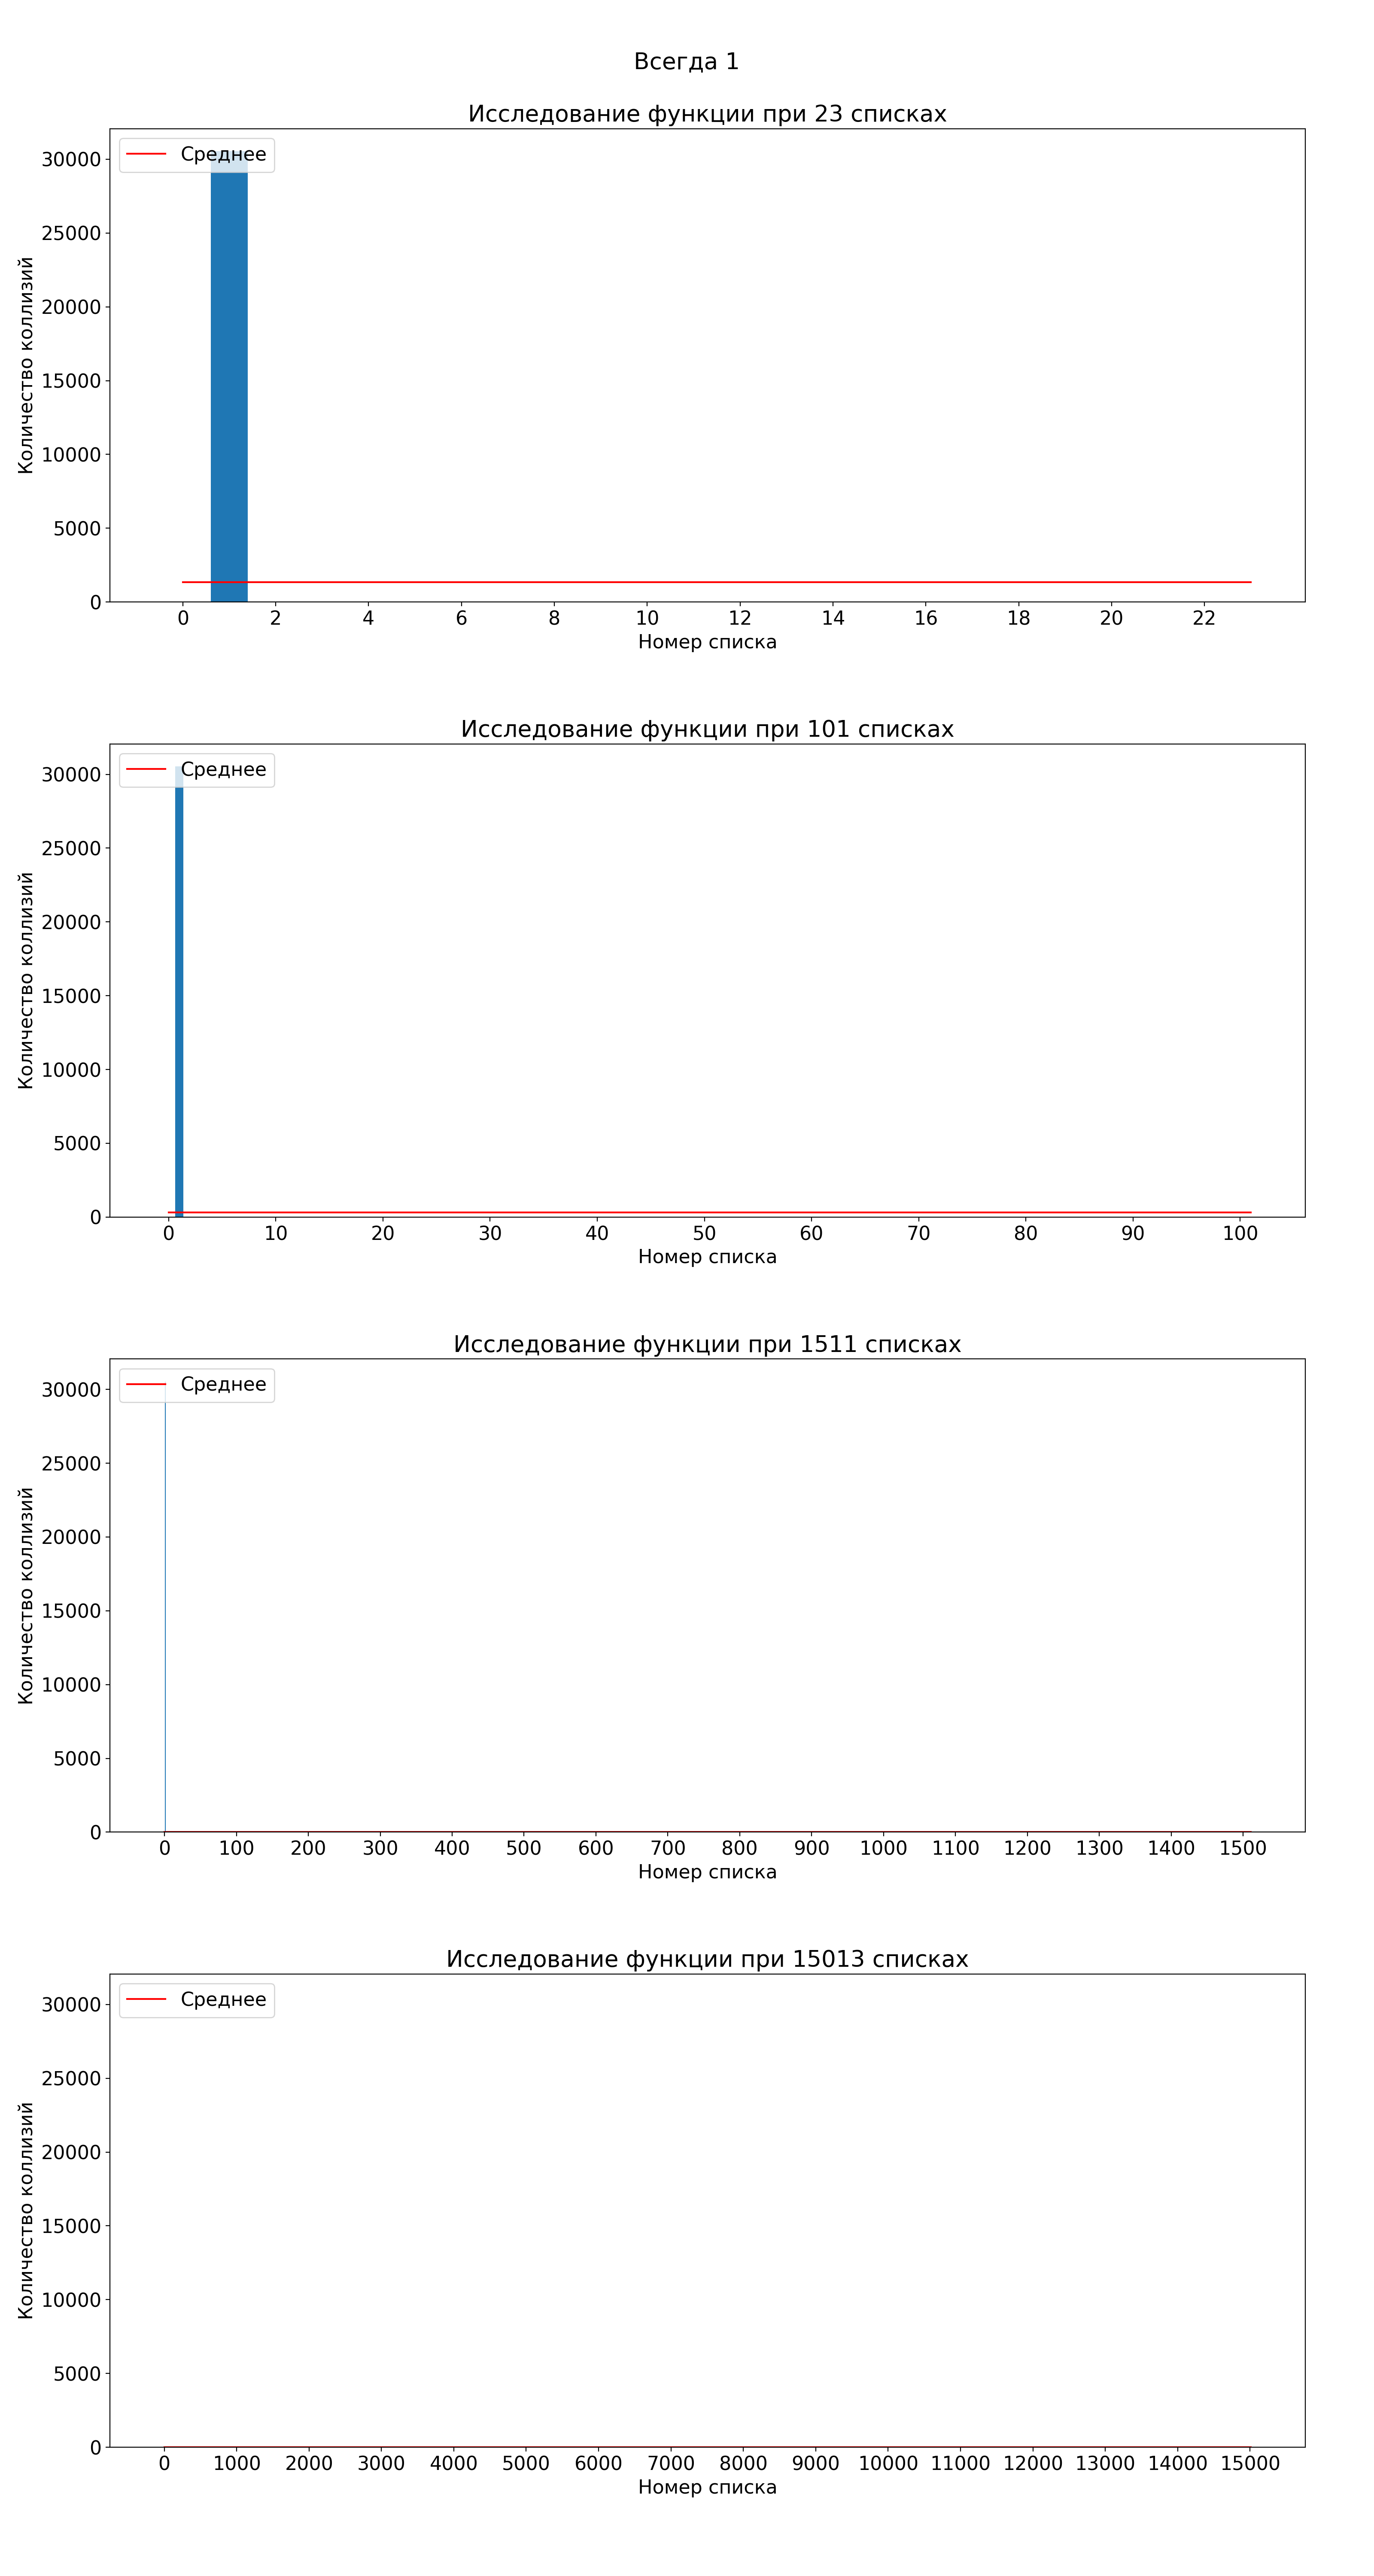 Всегда 1
Исследование функции при 23 списках
Среднее
30000
25000
20000
15000
10000
5000
0
Количество коллизий
0 2 4 6 8 10 12 14 16 18 20 22
Номер списка
Исследование функции при 101 списках
Среднее
30000
25000
20000
15000
10000
5000
0
Количество коллизий
0 10 20 30 40 50 60 70 80 90 100
Номер списка
Исследование функции при 1511 списках
Среднее
30000
25000
20000
15000
10000
5000
0
Количество коллизий
0 100 200 300 400 500 600 700 800 900 1000 1100 1200 1300 1400 1500
Номер списка
Исследование функции при 15013 списках
Среднее
30000
25000
20000
15000
10000
5000
0
Количество коллизий
0 1000 2000 3000 4000 5000 6000 7000 8000 9000 10000 11000 12000 13000 14000 15000
Номер списка